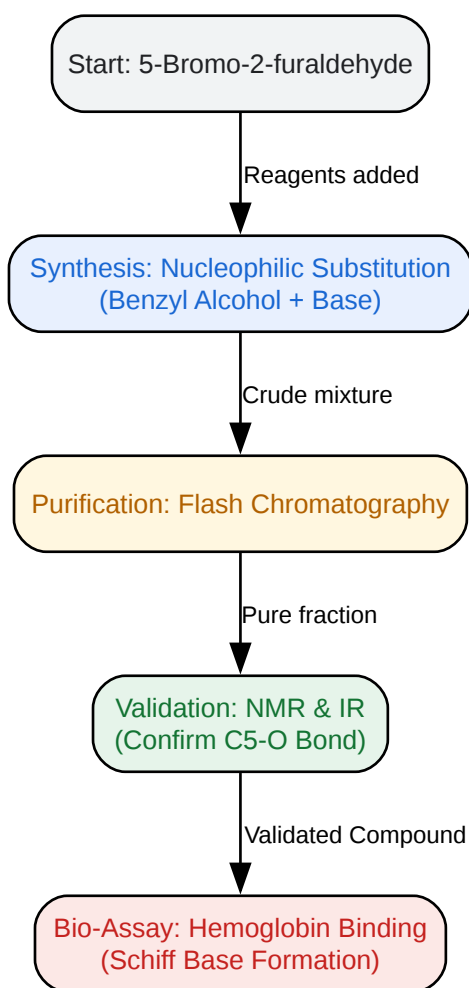 Start: 5-Bromo-2-furaldehyde
Reagents added
Synthesis: Nucleophilic Substitution
(Benzyl Alcohol + Base)
Crude mixture
Purification: Flash Chromatography
Pure fraction
Validation: NMR & IR
(Confirm C5-O Bond)
Validated Compound
Bio-Assay: Hemoglobin Binding
(Schiff Base Formation)